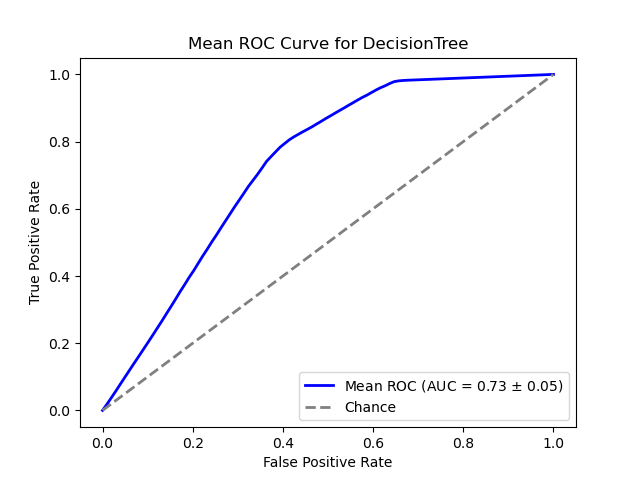 Mean ROC Curve for DecisionTree
1.0
0.8
0.6
0.4
0.2
0.0
True Positive Rate
Mean ROC (AUC = 0.73 ± 0.05)
Chance
0.0 0.2 0.4 0.6 0.8 1.0
False Positive Rate